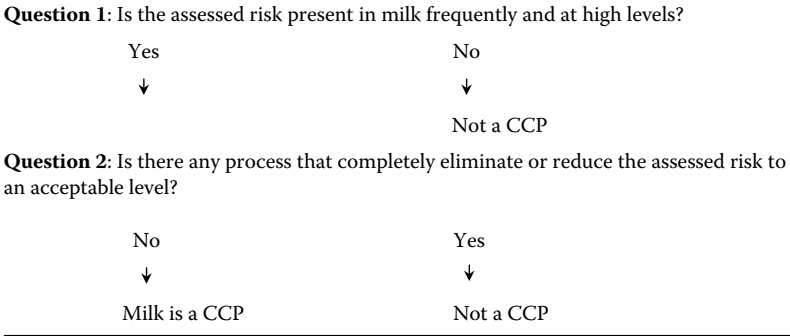 Question 1: Is the assessed risk present in milk frequently and at high levels?
Yes No
↓ ↓
Not a CCP
Question 2: Is there any process that completely eliminate or reduce the assessed risk to
an acceptable level?
No Yes
↓ ↓
Milk is a CCP Not a CCP